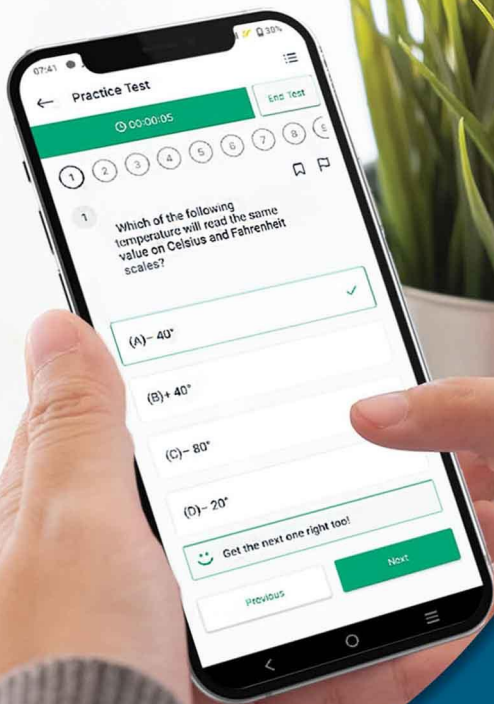 07:41
30%
Practice Test
00:00:05
End Test
1 2 3 4 5 6 7 8
1
Which of the following
temperature will read the same
value on Celsius and Fahrenheit
scales?
(A)− 40°
(B)+ 40°
(C)− 80°
(D)− 20°
Get the next one right too!
Previous
Next